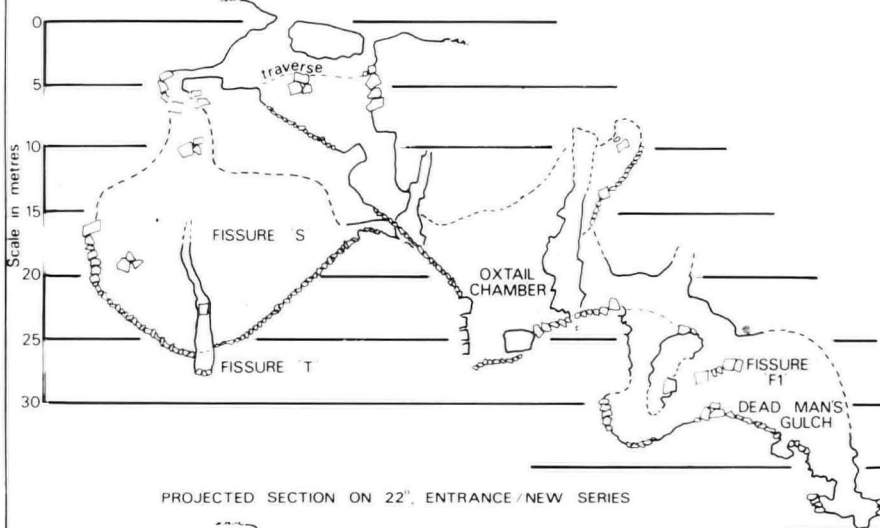 0
traverse
5
10
Scale in metres
15
FISSURE S
20
OXTAIL
CHAMBER
25
FISSURE T
FISSURE
F1
30
DEAD MAN'S
GULCH
PROJECTED SECTION ON 22°, ENTRANCE/NEW SERIES